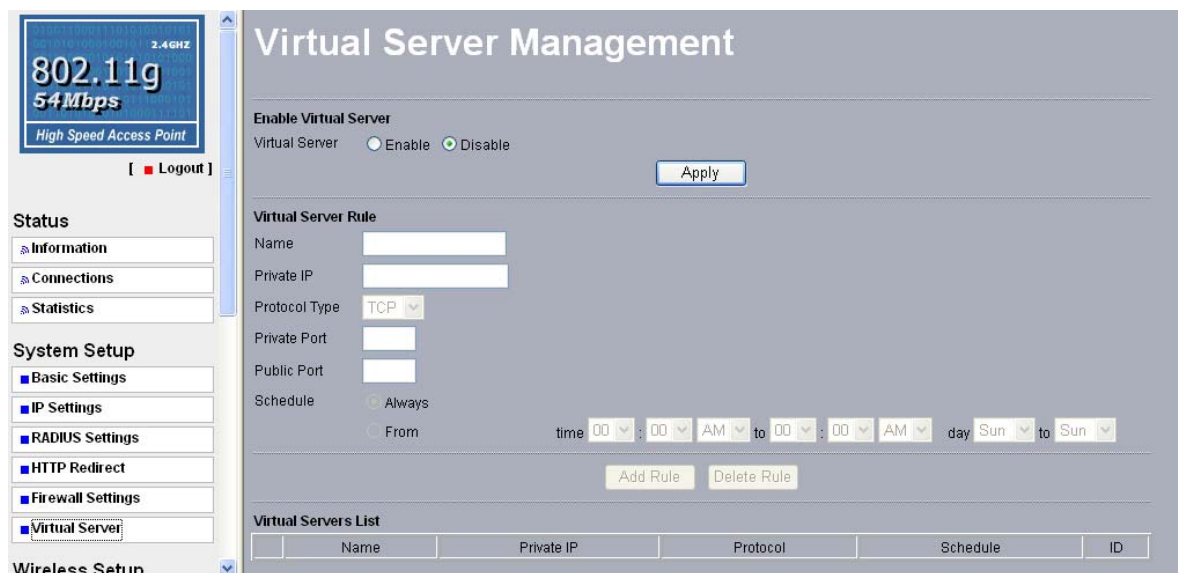 2.4GHZ
802.11g
54Mbps
High Speed Access Point
[ Logout ]
Status
Information
Connections
Statistics
System Setup
Basic Settings
IP Settings
RADIUS Settings
HTTP Redirect
Firewall Settings
Virtual Server
Wireless Setup
Virtual Server Management
Enable Virtual Server
Virtual Server Enable Disable
Apply
Virtual Server Rule
Name
Private IP
Protocol Type TCP
Private Port
Public Port
Schedule Always
From time 00 : 00 AM to 00 : 00 AM day Sun to Sun
Add Rule Delete Rule
Virtual Servers List
Name Private IP Protocol Schedule ID